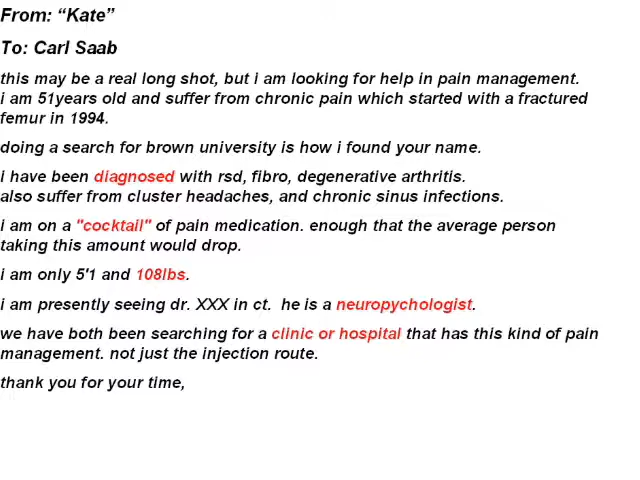 From: “Kate”
To: Carl Saab
this may be a real long shot, but i am looking for help in pain management.
i am 51years old and suffer from chronic pain which started with a fractured
femur in 1994.
doing a search for brown university is how i found your name.
i have been diagnosed with rsd, fibro, degenerative arthritis.
also suffer from cluster headaches, and chronic sinus infections.
i am on a "cocktail" of pain medication. enough that the average person
taking this amount would drop.
i am only 5'1 and 108lbs.
i am presently seeing dr. XXX in ct.  he is a neuropychologist.
we have both been searching for a clinic or hospital that has this kind of pain
management. not just the injection route.
thank you for your time,